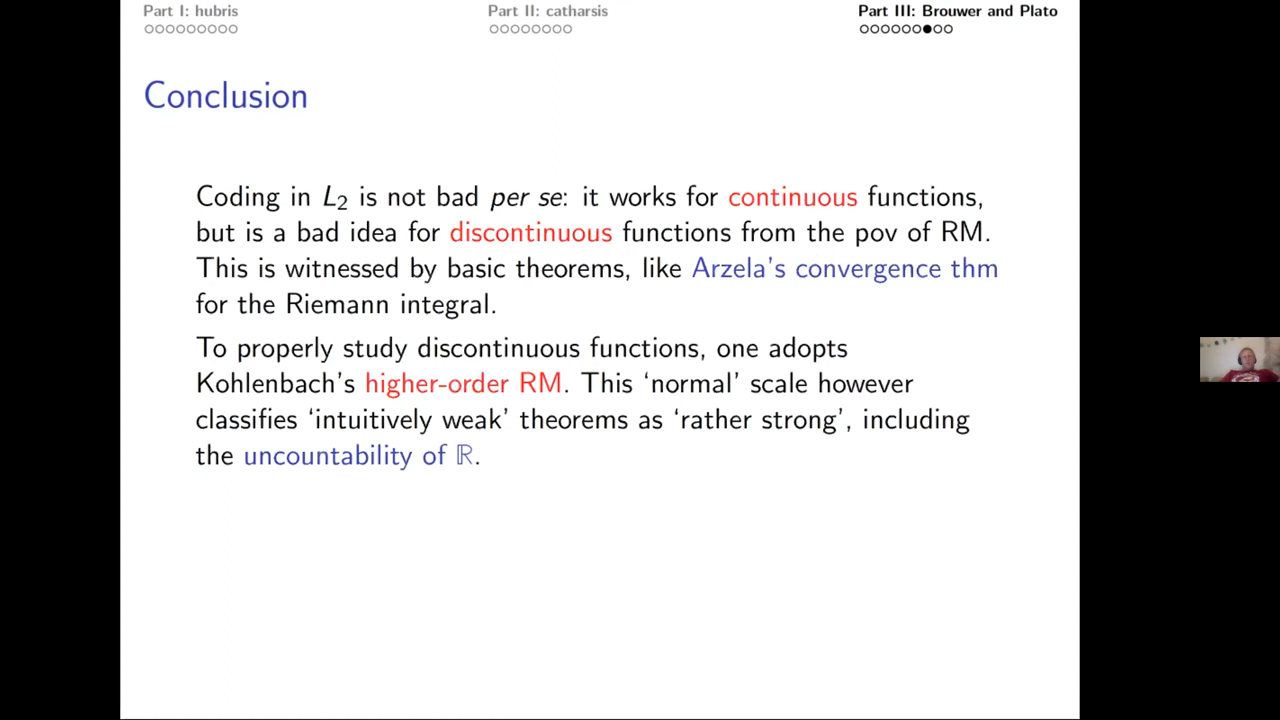 Part I: hubris
Part II: catharsis
Part III: Brouwer and Plato
Conclusion
Coding in L₂ is not bad per se: it works for continuous functions,
but is a bad idea for discontinuous functions from the pov of RM.
This is witnessed by basic theorems, like Arzela's convergence thm
for the Riemann integral.
To properly study discontinuous functions, one adopts
Kohlenbach's higher-order RM. This ‘normal’ scale however
classifies ‘intuitively weak’ theorems as ‘rather strong’, including
the uncountability of ℝ.